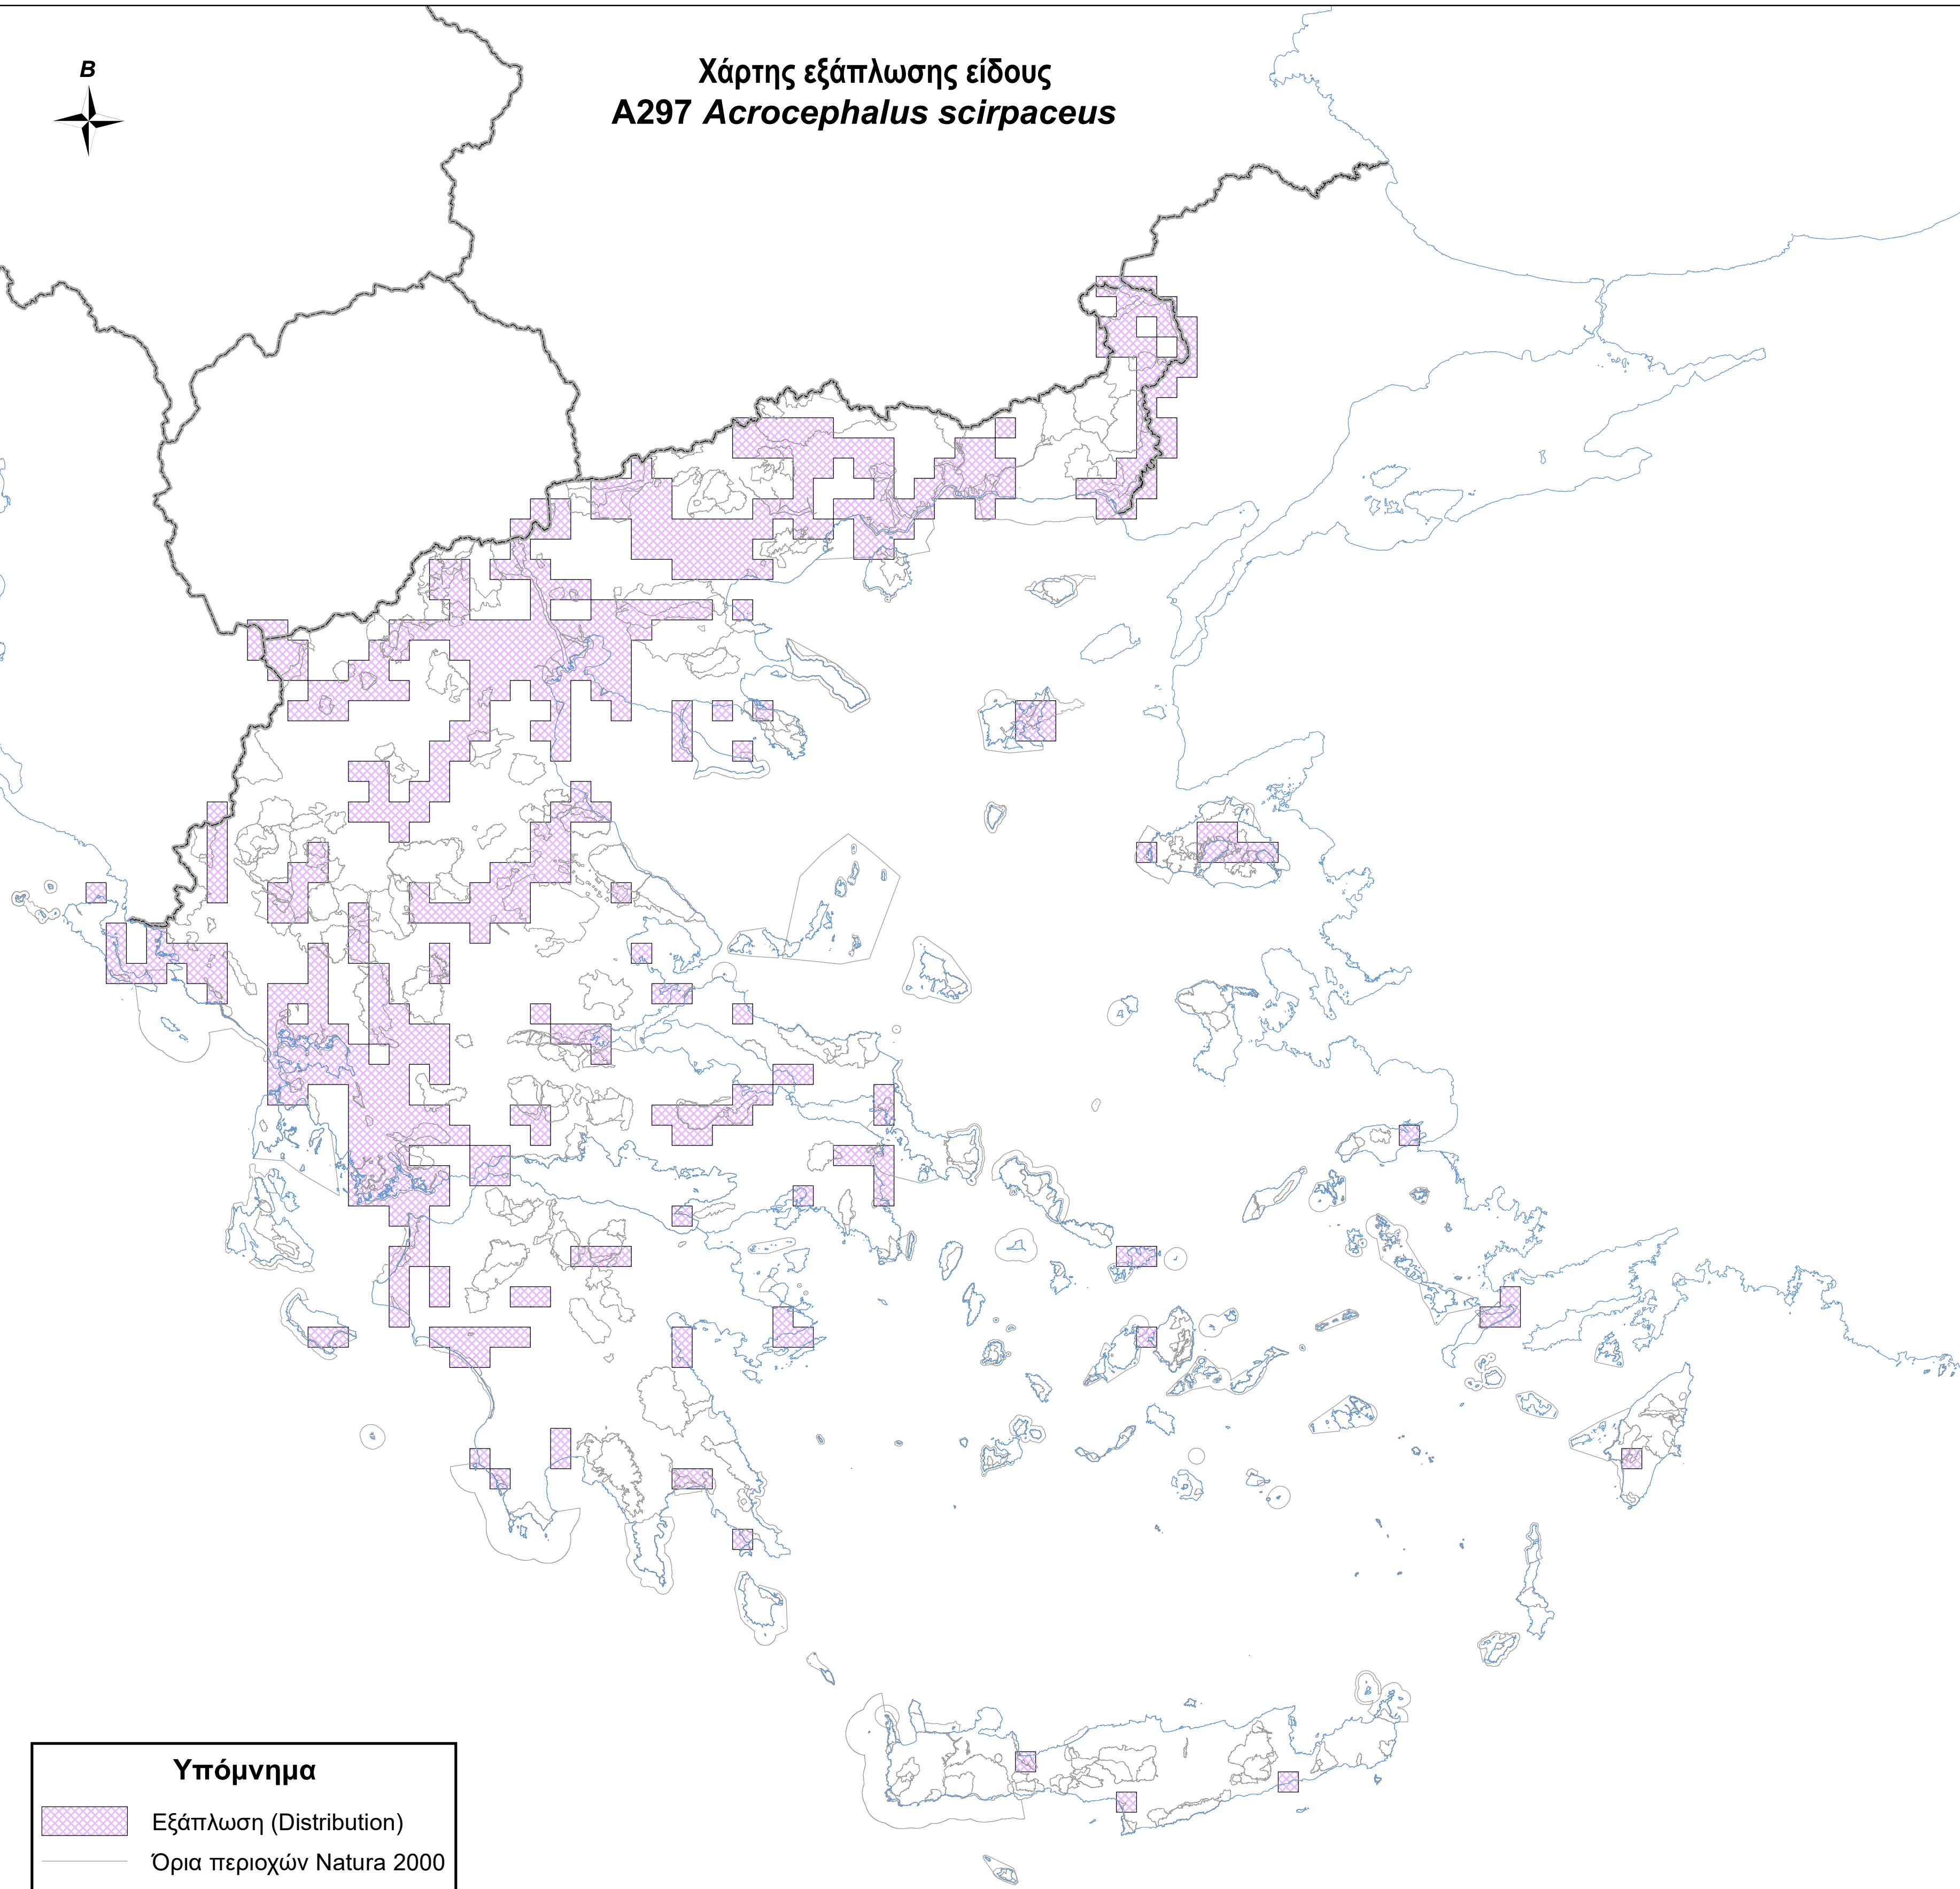 Χάρτης εξάπλωσης είδους
A297 Acrocephalus scirpaceus
Β
Υπόμνημα
Εξάπλωση (Distribution)
Όρια περιοχών Natura 2000